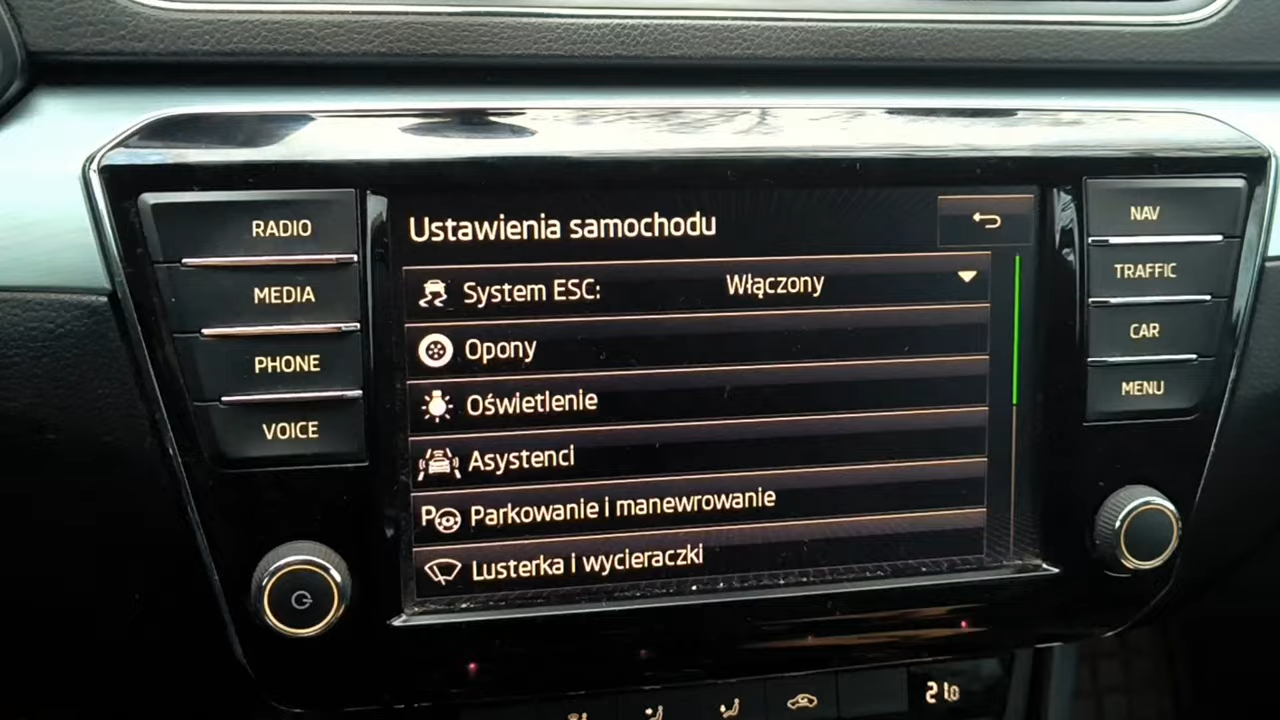 RADIO
MEDIA
PHONE
VOICE
Ustawienia samochodu
System ESC: Włączony
Opony
Oświetlenie
Asystenci
P Parkowanie i manewrowanie
Lusterka i wycieraczki
NAV
TRAFFIC
CAR
MENU
21.0